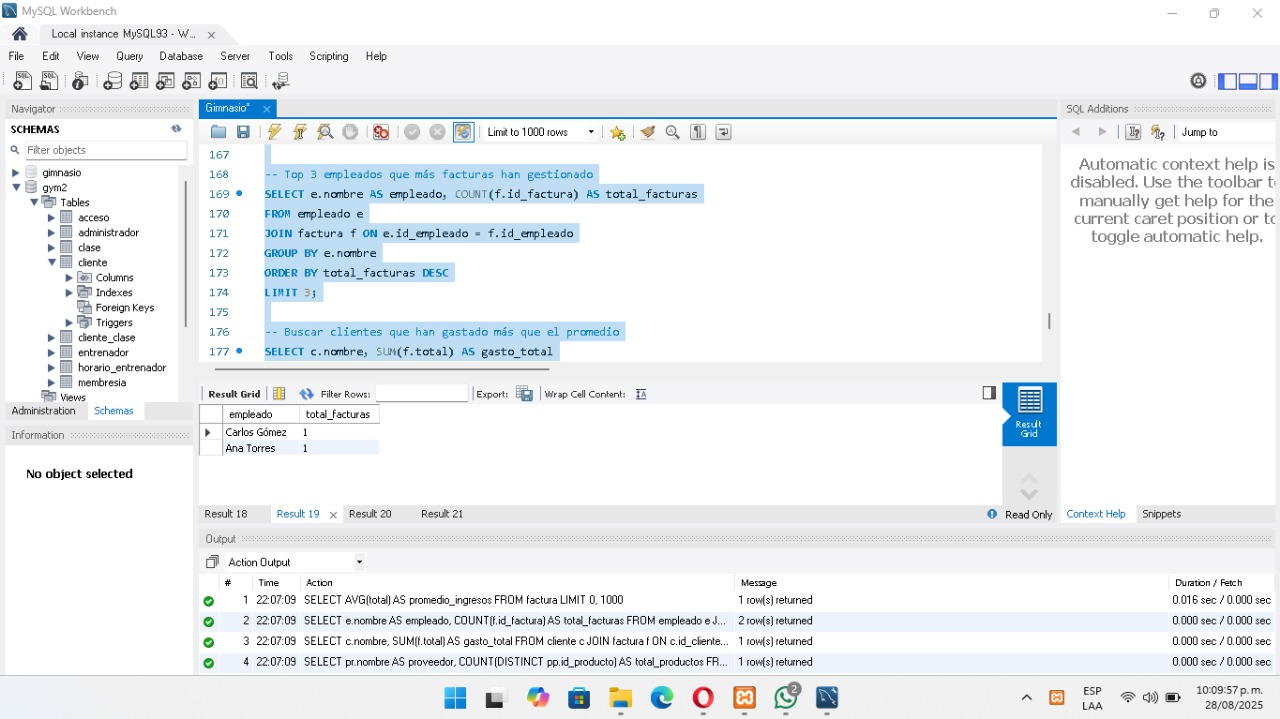 MySQL Workbench
Local instance MySQL93 - W...
File Edit View Query Database Server Tools Scripting Help
Navigator
SCHEMAS
Filter objects
gimnasio
gym2
Tables
acceso
administrador
clase
cliente
Columns
Indexes
Foreign Keys
Triggers
cliente_clase
entrenador
horario_entrenador
membresia
Views
Administration Schemas
Information
No object selected
Gimnasio*
Limit to 1000 rows
167
168 -- Top 3 empleados que más facturas han gestionado
169 SELECT e.nombre AS empleado, COUNT(f.id_factura) AS total_facturas
170 FROM empleado e
171 JOIN factura f ON e.id_empleado = f.id_empleado
172 GROUP BY e.nombre
173 ORDER BY total_facturas DESC
174 LIMIT 3;
175
176 -- Buscar clientes que han gastado más que el promedio
177 SELECT c.nombre, SUM(f.total) AS gasto_total
Result Grid Filter Rows: Export: Wrap Cell Content:
empleado total_facturas
Carlos Gómez 1
Ana Torres 1
Result Grid
Result 18 Result 19 Result 20 Result 21
Read Only
SQL Additions
Jump to
Automatic context help is
disabled. Use the toolbar t
manually get help for the
current caret position or to
toggle automatic help.
Context Help Snippets
Output
Action Output
# Time Action Message Duration / Fetch
1 22:07:09 SELECT AVG(total) AS promedio_ingresos FROM factura LIMIT 0, 1000 1 row(s) returned 0.016 sec / 0.000 sec
2 22:07:09 SELECT e.nombre AS empleado, COUNT(f.id_factura) AS total_facturas FROM empleado e J... 2 row(s) returned 0.000 sec / 0.000 sec
3 22:07:09 SELECT c.nombre, SUM(f.total) AS gasto_total FROM cliente c JOIN factura f ON c.id_cliente... 1 row(s) returned 0.000 sec / 0.000 sec
4 22:07:09 SELECT pr.nombre AS proveedor, COUNT(DISTINCT pp.id_producto) AS total_productos FR... 1 row(s) returned 0.000 sec / 0.000 sec
2
ESP
LAA
10:09:57 p. m.
28/08/2025